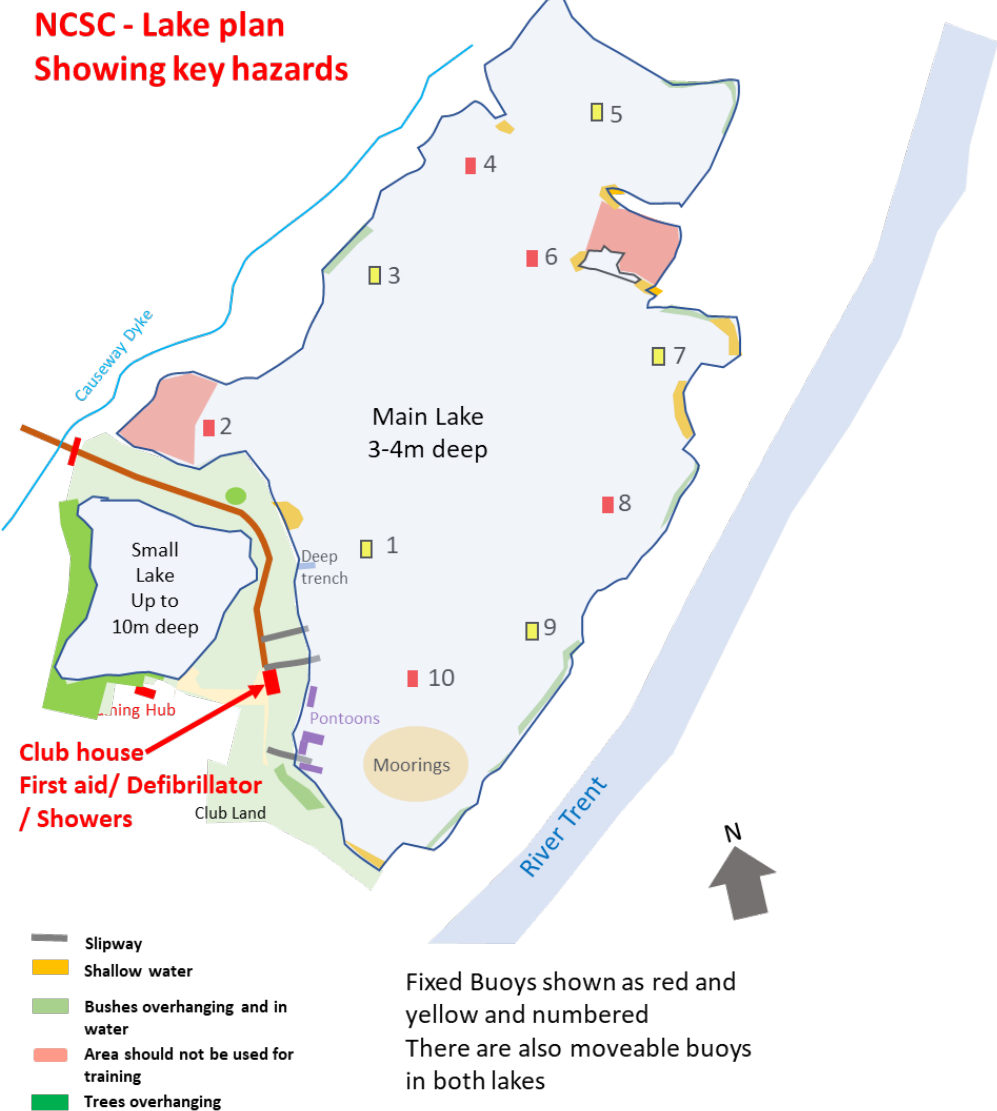 NCSC - Lake plan
Showing key hazards
5
4
6
3
Causeway Dyke
7
2
Main Lake
3-4m deep
8
1
Small
Lake
Up to
10m deep
Deep
trench
9
10
Hub
Pontoons
Club house
First aid/ Defibrillator
/ Showers
Moorings
Club Land
River Trent
N
Slipway
Shallow water
Bushes overhanging and in
water
Area should not be used for
training
Trees overhanging
Fixed Buoys shown as red and
yellow and numbered
There are also moveable buoys
in both lakes